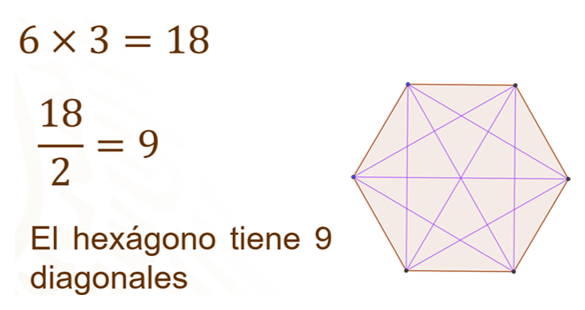 6 × 3 = 18
18
2
= 9
El hexágono tiene 9
diagonales